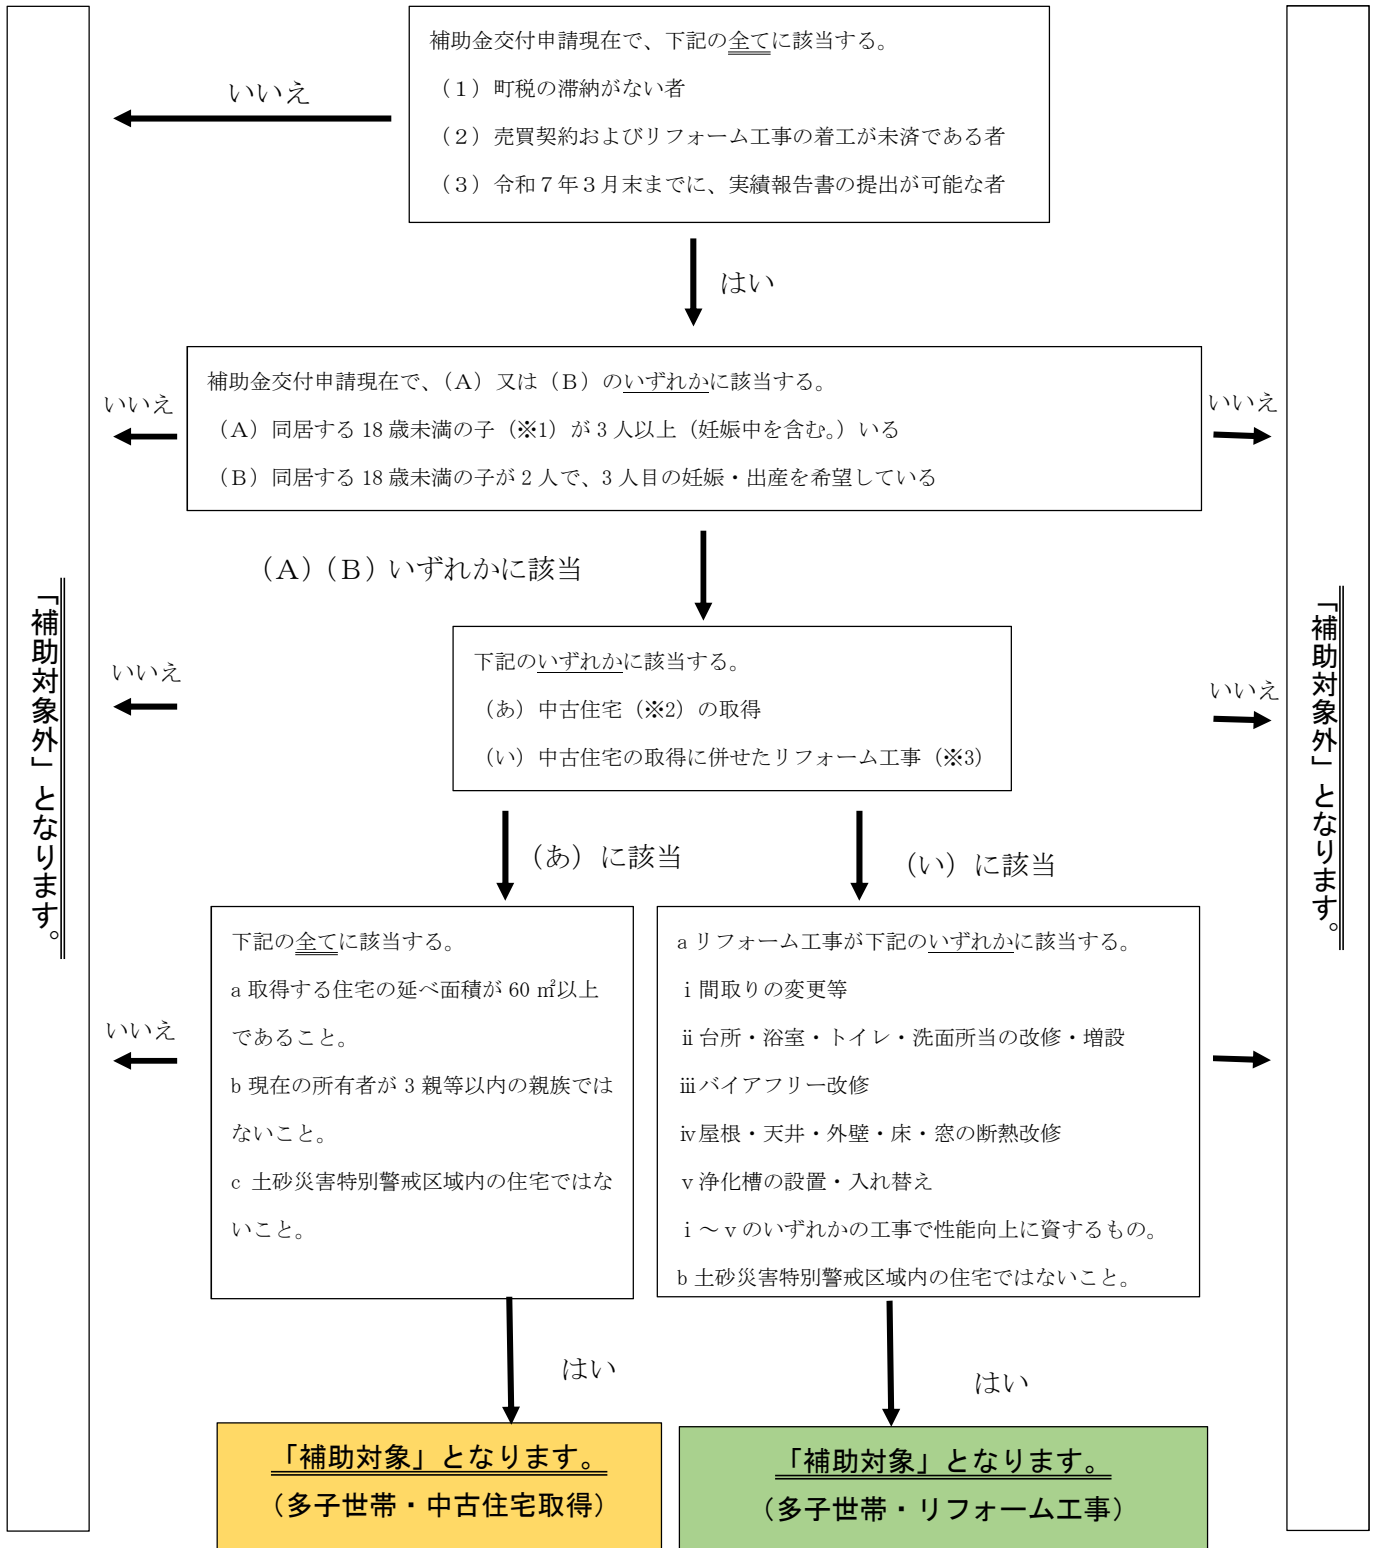 補助金交付申請現在で、下記の全てに該当する。
（１）町税の滞納がない者
（２）売買契約およびリフォーム工事の着工が未済である者
（３）令和７年３月末までに、実績報告書の提出が可能な者
いいえ
はい
補助金交付申請現在で、（Ａ）又は（Ｂ）のいずれかに該当する。
（Ａ）同居する 18 歳未満の子（※1）が 3 人以上（妊娠中を含む。）いる
（Ｂ）同居する 18 歳未満の子が 2 人で、3 人目の妊娠・出産を希望している
いいえ
いいえ
（Ａ）（Ｂ）いずれかに該当
下記のいずれかに該当する。
（あ）中古住宅（※2）の取得
（い）中古住宅の取得に併せたリフォーム工事（※3）
いいえ
いいえ
「補助対象外」となります。
「補助対象外」となります。
（あ）に該当
（い）に該当
下記の全てに該当する。
a 取得する住宅の延べ面積が 60 ㎡以上
であること。
b 現在の所有者が 3 親等以内の親族では
ないこと。
c 土砂災害特別警戒区域内の住宅ではな
いこと。
a リフォーム工事が下記のいずれかに該当する。
ⅰ間取りの変更等
ⅱ台所・浴室・トイレ・洗面所当の改修・増設
ⅲバイアフリー改修
ⅳ屋根・天井・外壁・床・窓の断熱改修
ⅴ浄化槽の設置・入れ替え
ⅰ～ⅴのいずれかの工事で性能向上に資するもの。
b 土砂災害特別警戒区域内の住宅ではないこと。
いいえ
はい
はい
「補助対象」となります。
（多子世帯・中古住宅取得）
「補助対象」となります。
（多子世帯・リフォーム工事）